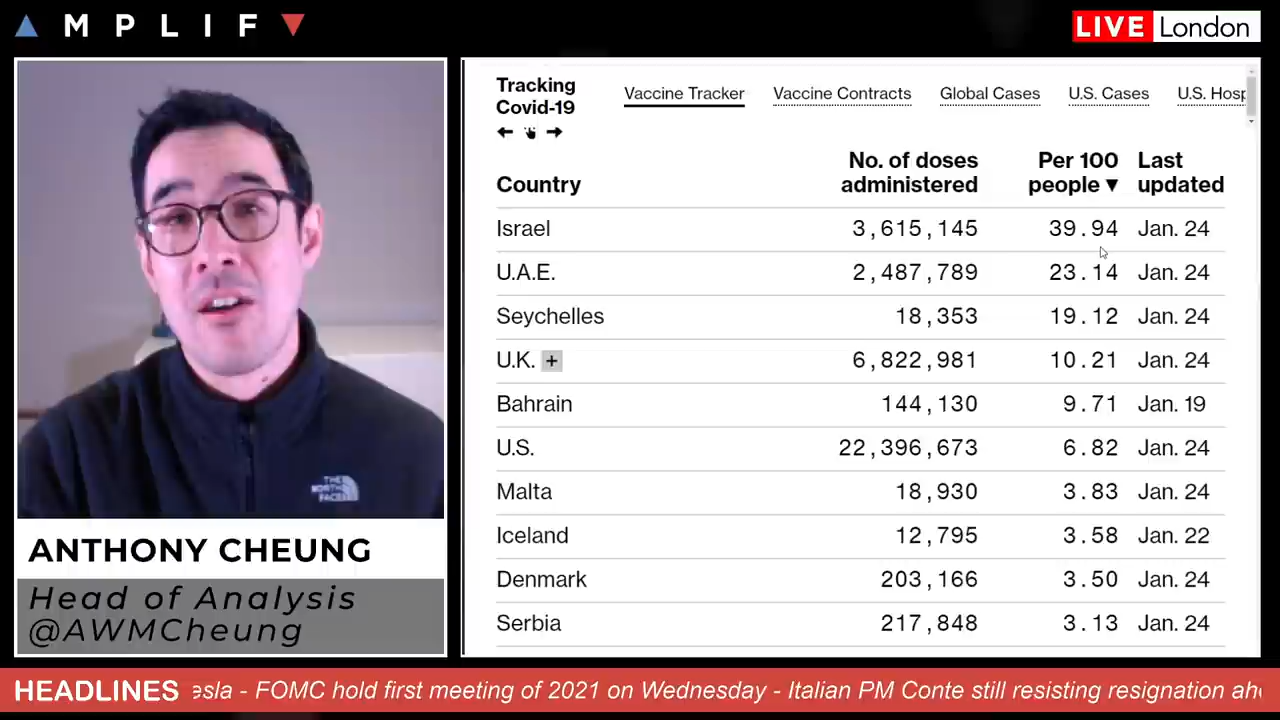 ▲ M P L I F ▼
LIVE London
Tracking
Covid-19
Vaccine Tracker Vaccine Contracts Global Cases U.S. Cases U.S. Hosp
Country No. of doses administered Per 100 people ▼ Last updated
Israel 3,615,145 39.94 Jan. 24
U.A.E. 2,487,789 23.14 Jan. 24
Seychelles 18,353 19.12 Jan. 24
U.K. + 6,822,981 10.21 Jan. 24
Bahrain 144,130 9.71 Jan. 19
U.S. 22,396,673 6.82 Jan. 24
Malta 18,930 3.83 Jan. 24
Iceland 12,795 3.58 Jan. 22
Denmark 203,166 3.50 Jan. 24
Serbia 217,848 3.13 Jan. 24
THE
NORTH
FACE
ANTHONY CHEUNG
Head of Analysis
@AWMCheung
HEADLINES esla - FOMC hold first meeting of 2021 on Wednesday - Italian PM Conte still resisting resignation ah